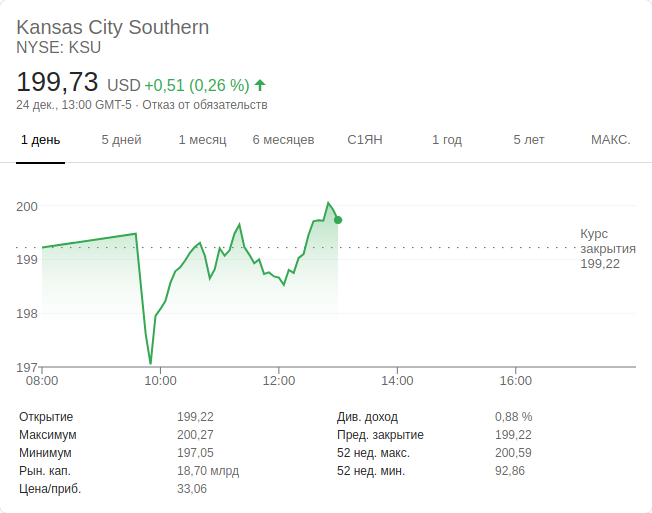 Kansas City Southern
NYSE: KSU
199,73 USD +0,51 (0,26 %)
24 дек., 13:00 GMT-5 · Отказ от обязательств
1 день 5 дней 1 месяц 6 месяцев С1ЯН 1 год 5 лет МАКС.
200
Курс
закрытия
199,22
199
198
197
08:00 10:00 12:00 14:00 16:00
Открытие 199,22 Див. доход 0,88 %
Максимум 200,27 Пред. закрытие 199,22
Минимум 197,05 52 нед. макс. 200,59
Рын. кап. 18,70 млрд 52 нед. мин. 92,86
Цена/приб. 33,06